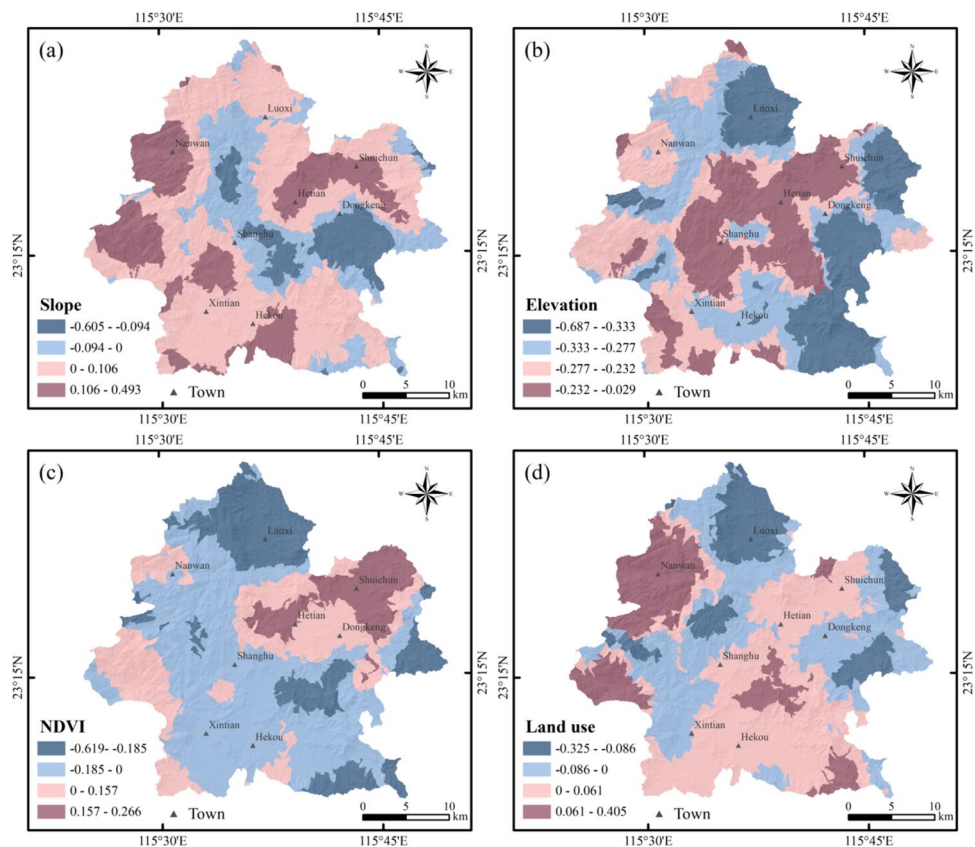 115°30'E 115°45'E 115°30'E 115°45'E
(a) N W E S
Luoxi
Nanwan
Shuichun
Hetian
Dongkeng
Shanghu
23°15'N 23°15'N
Xintian
Hekou
Slope
-0.605 - -0.094
-0.094 - 0
0 - 0.106
0.106 - 0.493
Town
0 5 10
km
(b) N W E S
Luoxi
Nanwan
Shuichun
Hetian
Dongkeng
Shanghu
23°15'N
Xintian
Hekou
Elevation
-0.687 - -0.333
-0.333 - -0.277
-0.277 - -0.232
-0.232 - -0.029
Town
0 5 10
km
115°30'E 115°45'E 115°30'E 115°45'E
115°30'E 115°45'E 115°30'E 115°45'E
(c) N W E S
Luoxi
Nanwan
Shuichun
Hetian
Dongkeng
Shanghu
23°15'N 23°15'N
Xintian
Hekou
NDVI
-0.619- -0.185
-0.185 - 0
0 - 0.157
0.157 - 0.266
Town
0 5 10
km
(d) N W E S
Luoxi
Nanwan
Shuichun
Hetian
Dongkeng
Shanghu
23°15'N
Xintian
Hekou
Land use
-0.325 - -0.086
-0.086 - 0
0 - 0.061
0.061 - 0.405
Town
0 5 10
km
115°30'E 115°45'E 115°30'E 115°45'E